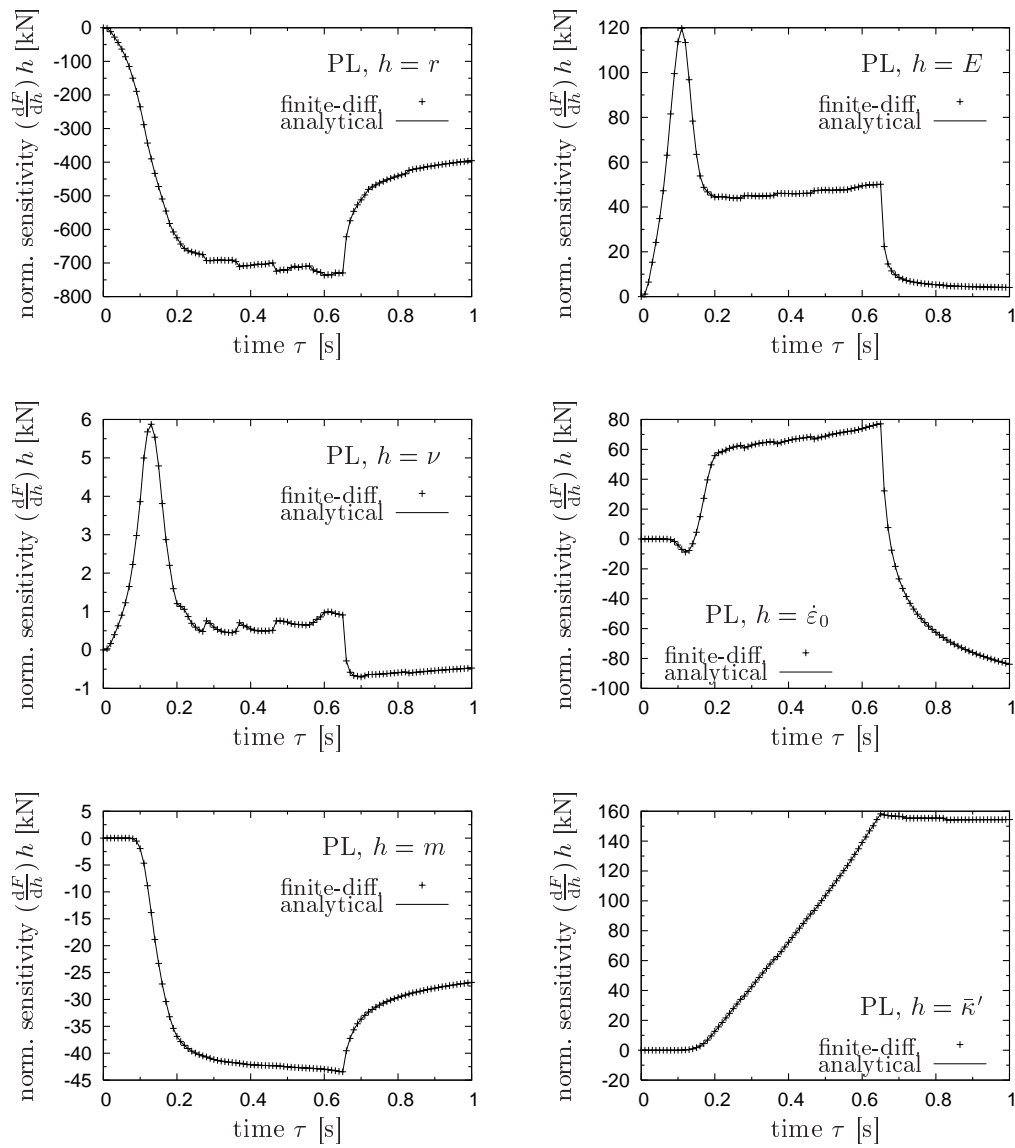 norm. sensitivity (dF/dh) h [kN]
0
-100
-200
-300
-400
-500
-600
-700
-800
PL, h = r
finite-diff.
analytical
0 0.2 0.4 0.6 0.8 1
time τ [s]
norm. sensitivity (dF/dh) h [kN]
120
100
80
60
40
20
0
PL, h = E
finite-diff.
analytical
0 0.2 0.4 0.6 0.8 1
time τ [s]
norm. sensitivity (dF/dh) h [kN]
6
5
4
3
2
1
0
-1
PL, h = ν
finite-diff.
analytical
0 0.2 0.4 0.6 0.8 1
time τ [s]
norm. sensitivity (dF/dh) h [kN]
80
60
40
20
0
-20
-40
-60
-80
-100
PL, h = ε̇₀
finite-diff.
analytical
0 0.2 0.4 0.6 0.8 1
time τ [s]
norm. sensitivity (dF/dh) h [kN]
5
0
-5
-10
-15
-20
-25
-30
-35
-40
-45
PL, h = m
finite-diff.
analytical
0 0.2 0.4 0.6 0.8 1
time τ [s]
norm. sensitivity (dF/dh) h [kN]
160
140
120
100
80
60
40
20
0
-20
PL, h = κ̄′
finite-diff.
analytical
0 0.2 0.4 0.6 0.8 1
time τ [s]